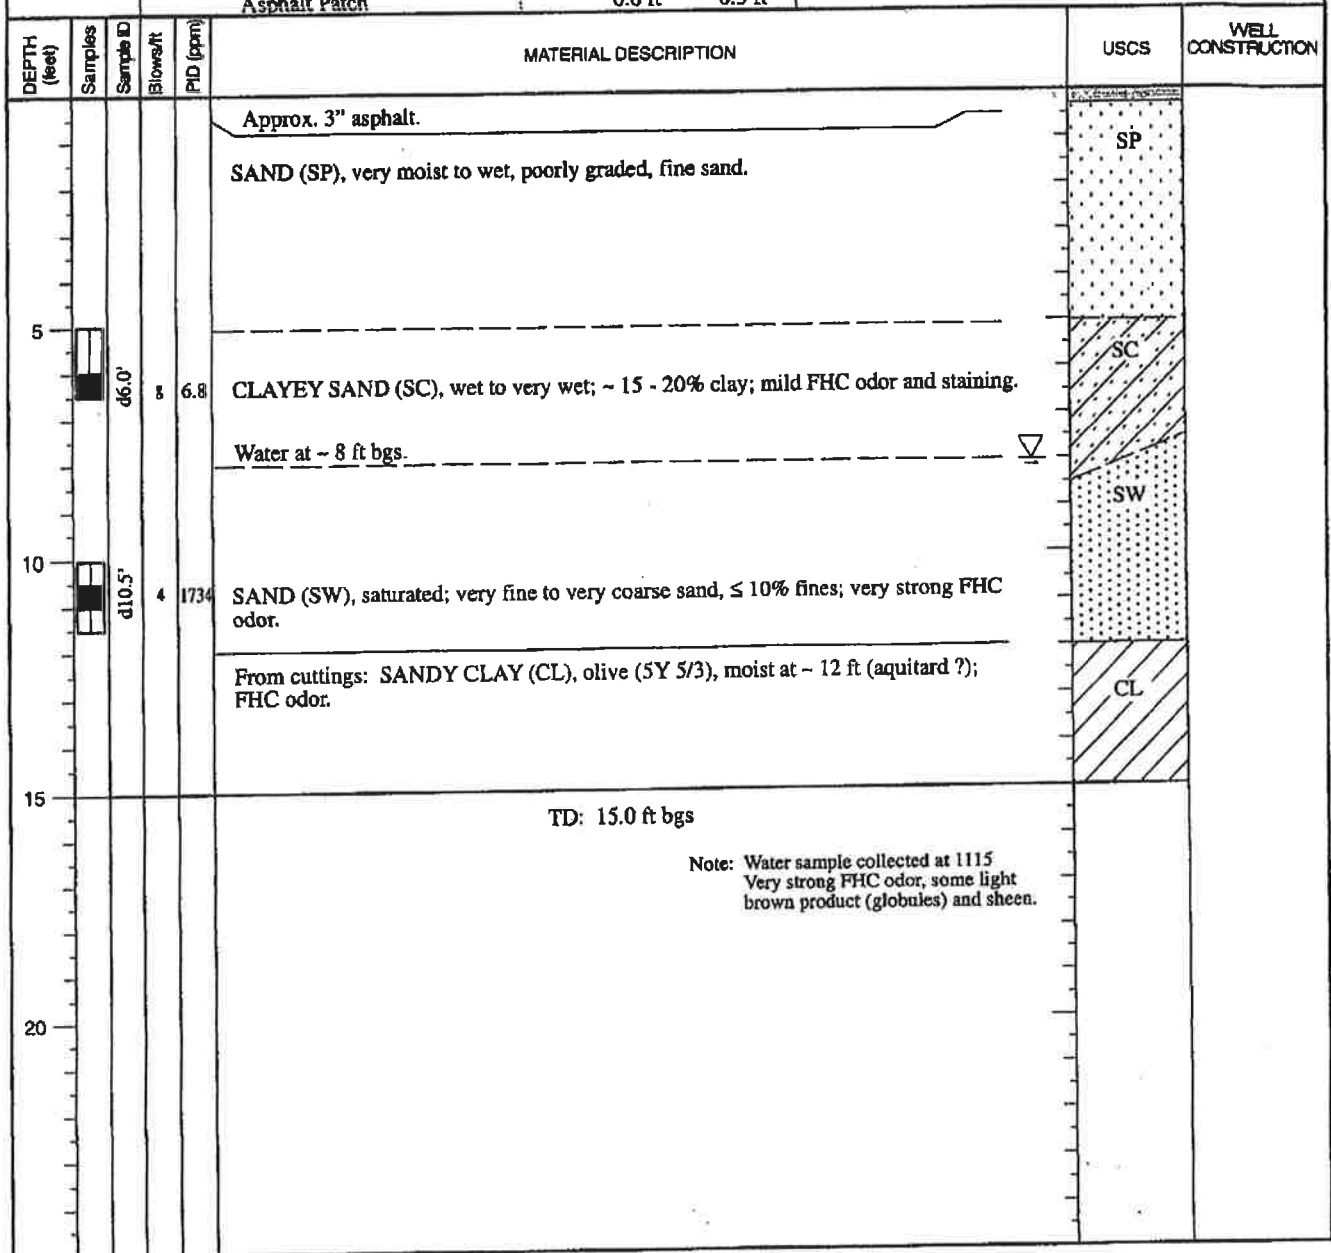 Asphalt Patch 0.0 ft 0.5 ft
DEPTH (feet)
Samples
Sample ID
Blows/ft
PID (ppm)
MATERIAL DESCRIPTION
USCS
WELL
CONSTRUCTION
Approx. 3" asphalt.
SP
SAND (SP), very moist to wet, poorly graded, fine sand.
5
SC
d6.0'
8
6.8
CLAYEY SAND (SC), wet to very wet; ~ 15 - 20% clay; mild FHC odor and staining.
Water at ~ 8 ft bgs.
SW
10
d10.5'
4
1734
SAND (SW), saturated; very fine to very coarse sand, ≤ 10% fines; very strong FHC
odor.
From cuttings: SANDY CLAY (CL), olive (5Y 5/3), moist at ~ 12 ft (aquitard ?);
FHC odor.
CL
15
TD: 15.0 ft bgs
Note: Water sample collected at 1115
Very strong FHC odor, some light
brown product (globules) and sheen.
20